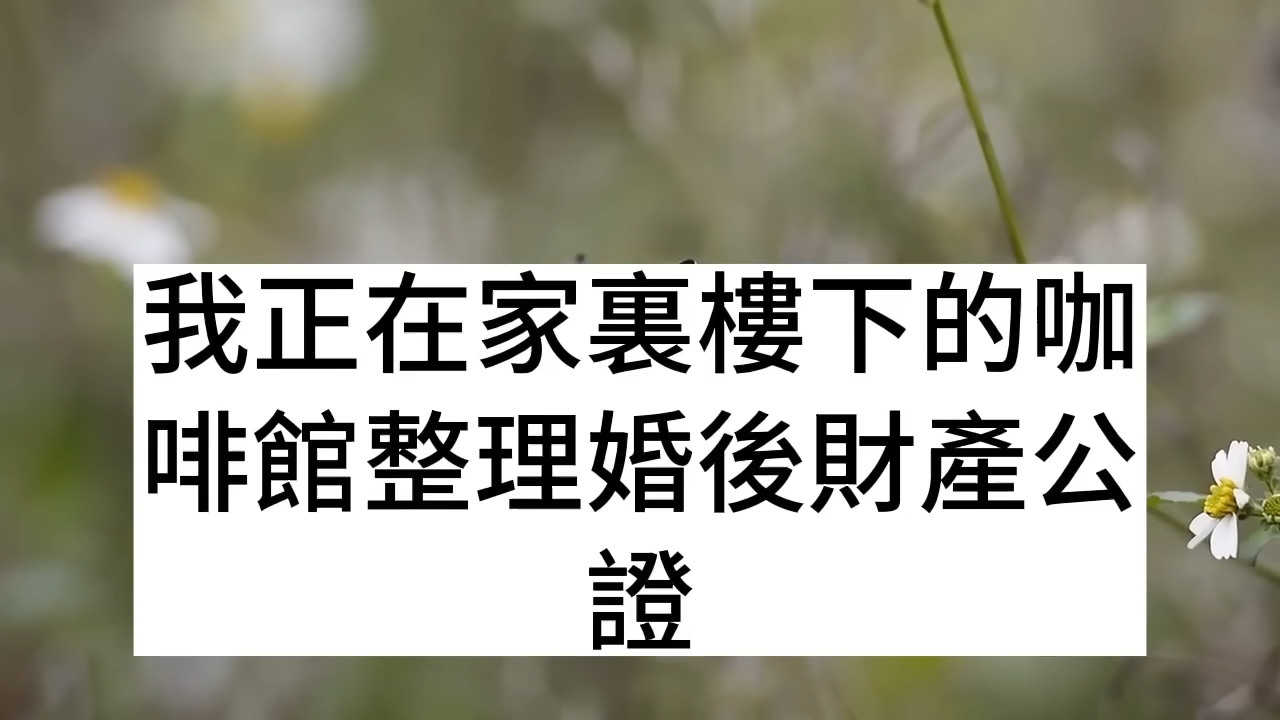 我正在家裏樓下的咖
啡館整理婚後財產公
證